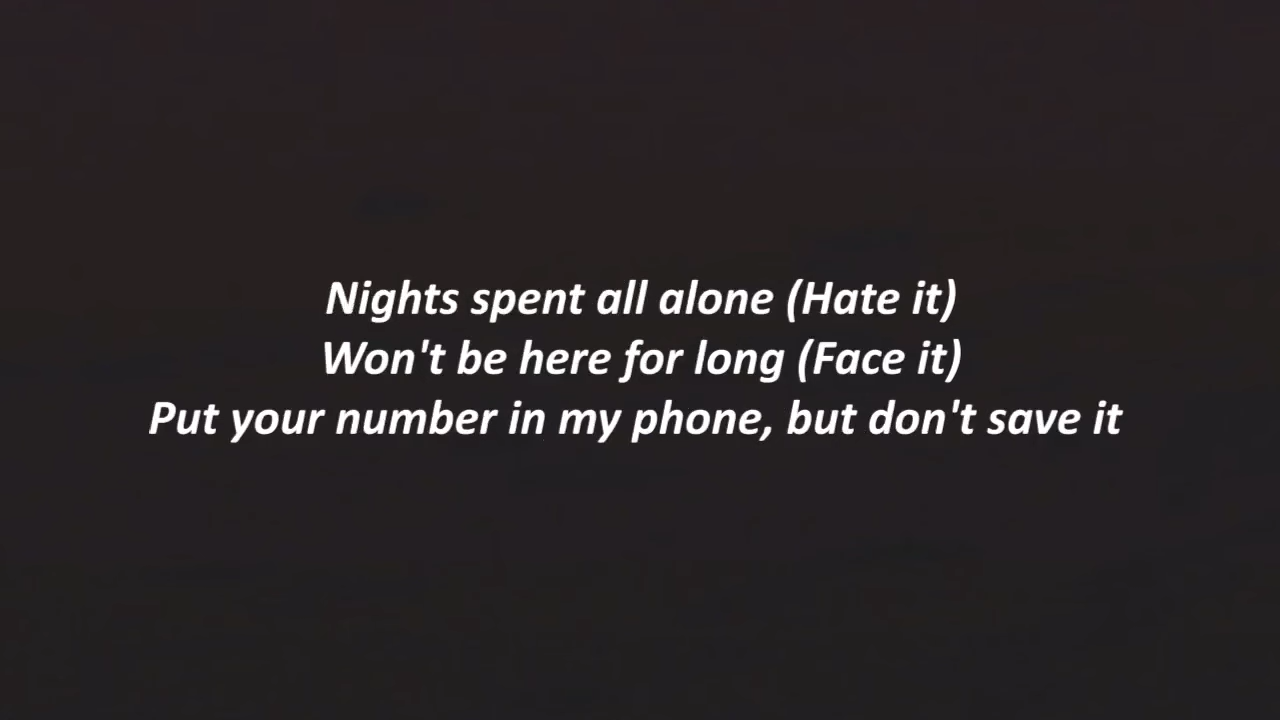 Nights spent all alone (Hate it)
Won't be here for long (Face it)
Put your number in my phone, but don't save it